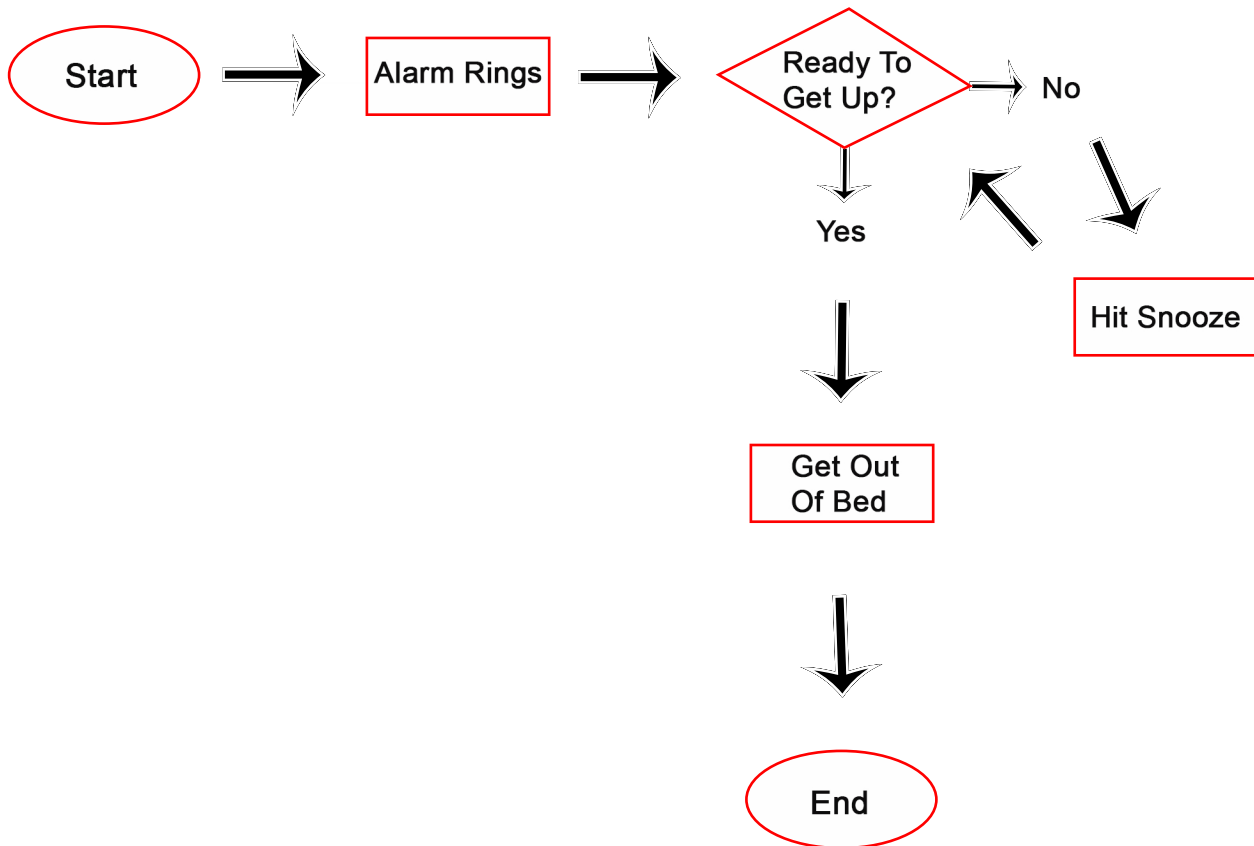 Start
Alarm Rings
Ready To
Get Up?
No
Yes
Hit Snooze
Get Out
Of Bed
End